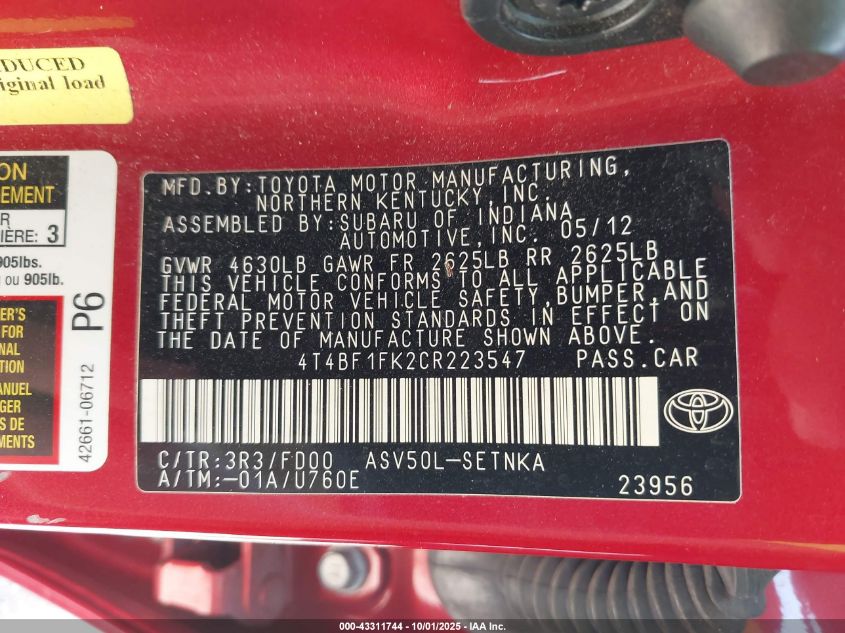 DUCED
iginal load
ON
EMENT
R
IÈRE: 3
905lbs.
ou 905lb.
ER'S
FOR
NAL
TION
ANUEL
GER
S DE
MENTS
P6
42661-06712
MFD.BY:TOYOTA MOTOR MANUFACTURING,
NORTHERN KENTUCKY,INC.
ASSEMBLED BY:SUBARU OF INDIANA
AUTOMOTIVE,INC. 05/12
GVWR 4630LB GAWR FR 2625LB RR 2625LB
THIS VEHICLE CONFORMS TO ALL APPLICABLE
FEDERAL MOTOR VEHICLE SAFETY,BUMPER,AND
THEFT PREVENTION STANDARDS IN EFFECT ON
THE DATE OF MANUFACTURE SHOWN ABOVE.
4T4BF1FK2CR223547 PASS.CAR
C/TR:3R3/FD00 ASV50L-SETNKA
A/TM:-01A/U760E 23956
000-43311744 - 10/01/2025 - IAA Inc.